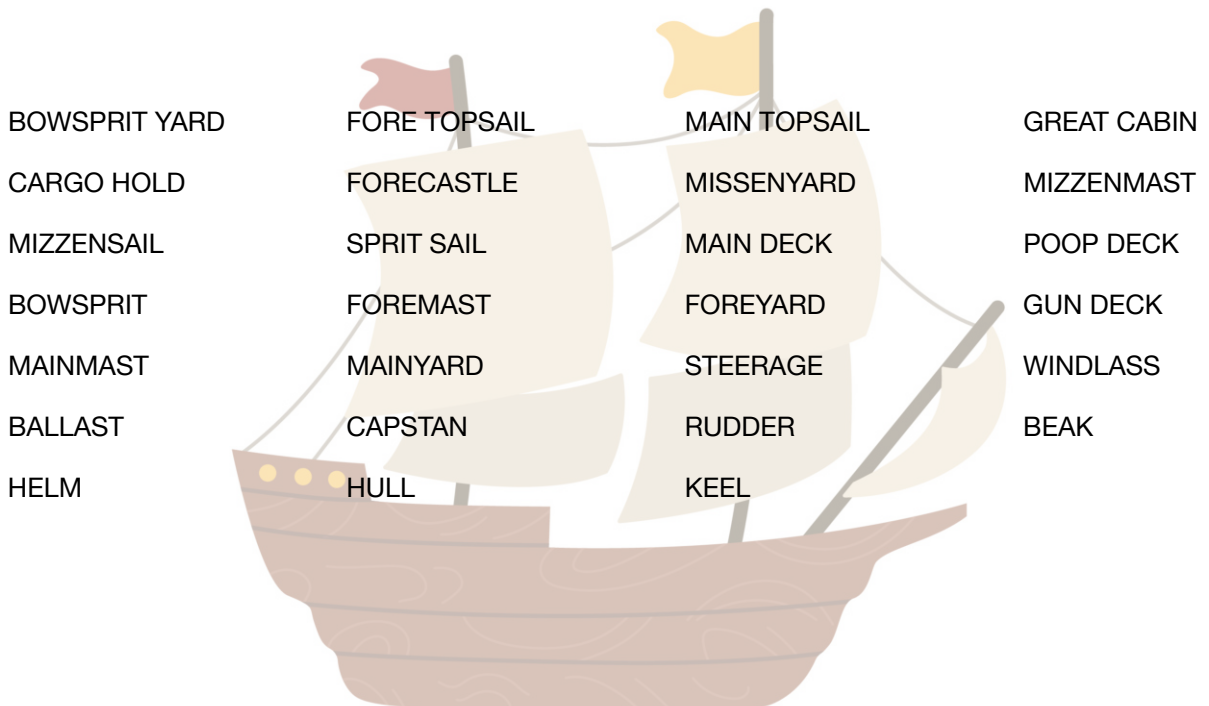 BOWSPRIT YARD FORE TOPSAIL MAIN TOPSAIL GREAT CABIN
CARGO HOLD FORECASTLE MISSENYARD MIZZENMAST
MIZZENSAIL SPRIT SAIL MAIN DECK POOP DECK
BOWSPRIT FOREMAST FOREYARD GUN DECK
MAINMAST MAINYARD STEERAGE WINDLASS
BALLAST CAPSTAN RUDDER BEAK
HELM HULL KEEL